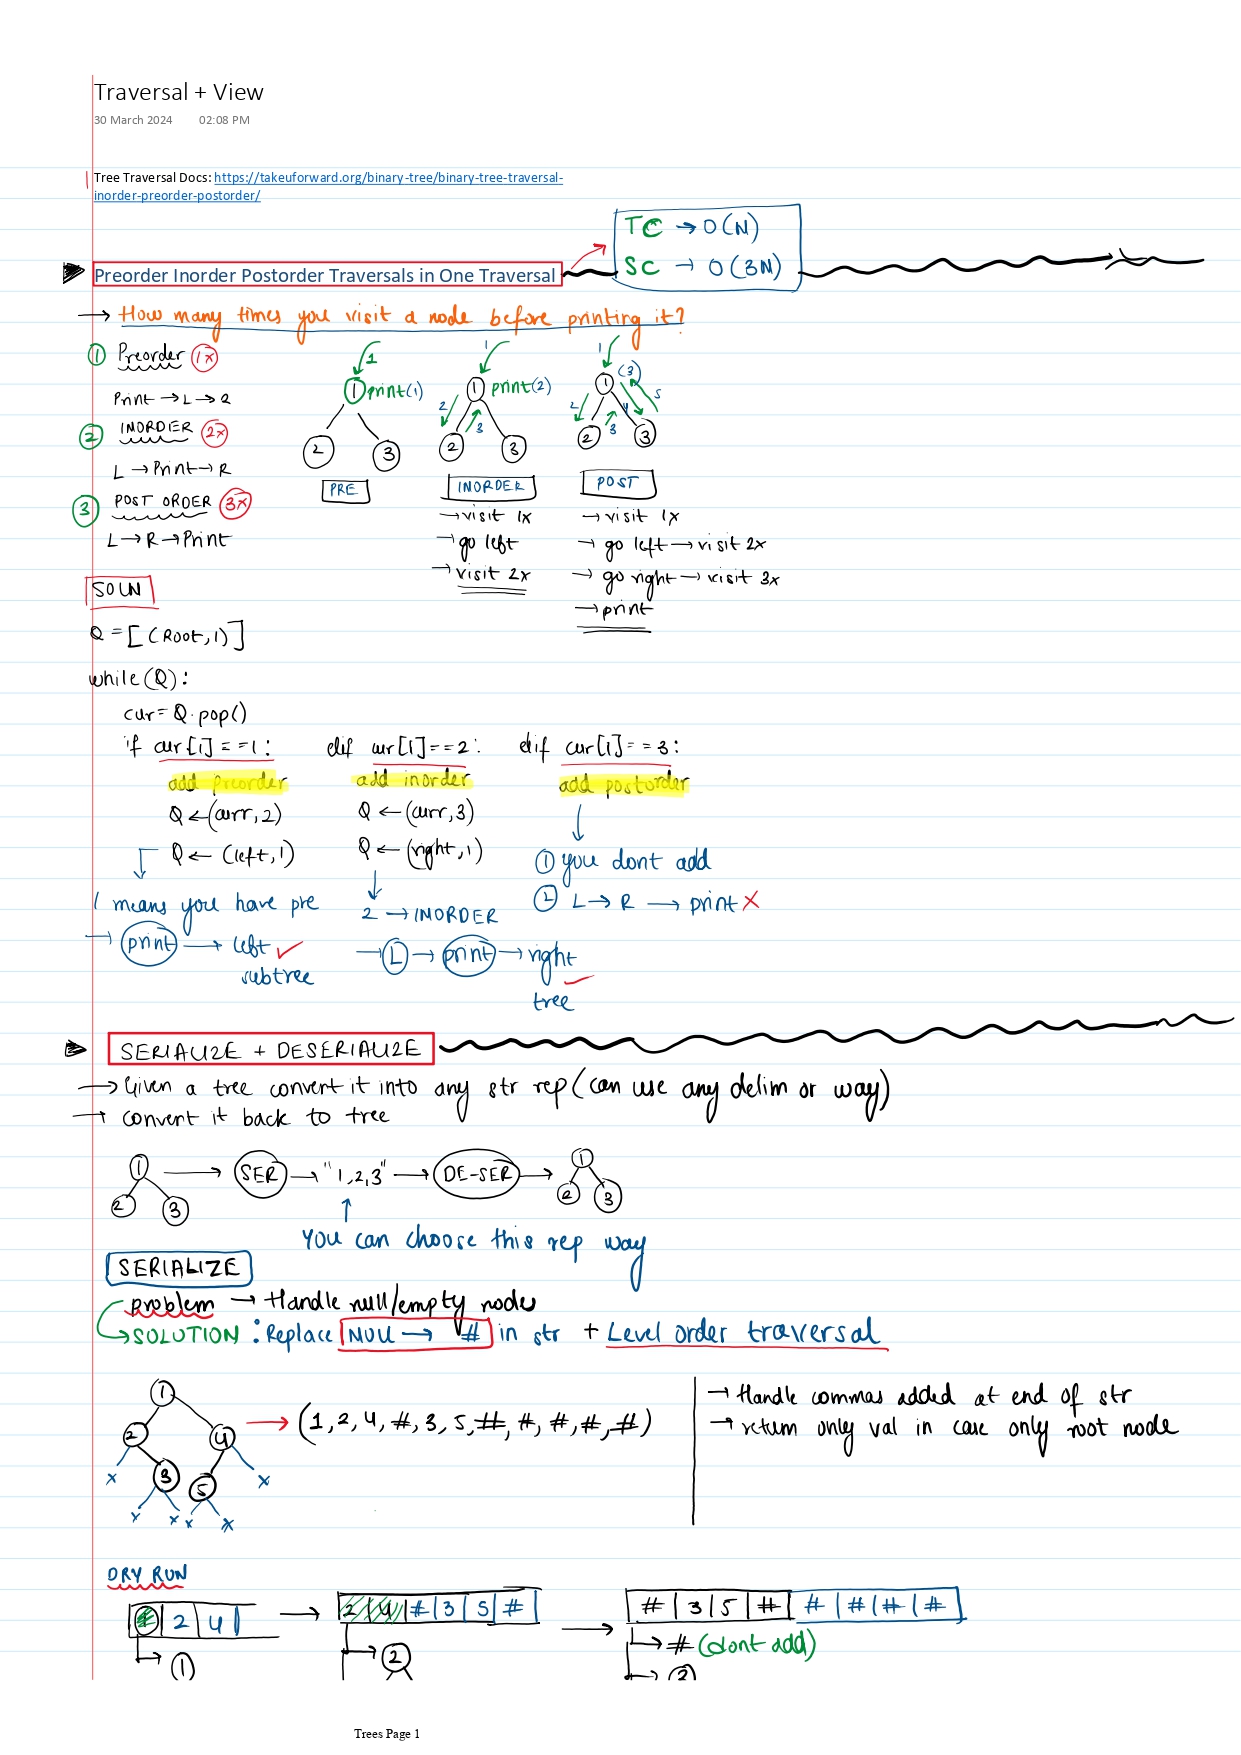 Traversal + View
30 March 2024 02:08 PM
Tree Traversal Docs: https://takeuforward.org/binary-tree/binary-tree-traversal-
inorder-preorder-postorder/
TC → O(N)
SC → O(3N)
Preorder Inorder Postorder Traversals in One Traversal
→ How many times you visit a node before printing it?
① Preorder 1x
Print → L → R
② INORDER 2x
L → Print → R
③ POST ORDER 3x
L → R → Print
1
1 print(1)
2 3
PRE
1
1 print(2)
2 3
2 3
INORDER
→ visit 1x
→ go left
→ visit 2x
1
1 (3)
2 3 4 5
2 3
POST
→ visit 1x
→ go left → visit 2x
→ go right → visit 3x
→ print
SOLN
Q = [(Root,1)]
while(Q):
cur = Q.pop()
if cur[1]==1: elif cur[1]==2: elif cur[1]==3:
add preorder add inorder add postorder
Q ← (curr,2) Q ← (curr,3)
Q ← (left,1) Q ← (right,1) ① you dont add
1 means you have pre 2 → INORDER ② L → R → print X
→ print → left ✓ → L → print → right
subtree tree ✓
SERIALIZE + DESERIALIZE
→ Given a tree convert it into any str rep (can use any delim or way)
→ convert it back to tree
1 → SER → "1,2,3" → DE-SER → 1
2 3 2 3
↑
you can choose this rep way
SERIALIZE
problem → Handle null/empty nodes
→ SOLUTION : Replace NULL → # in str + Level order traversal
1
2 4 → (1,2,4,#,3,5,#,#,#,#,#)
x 3 5 x
x x x x
→ Handle commas added at end of str
→ return only val in case only root node
DRY RUN
2 | 4 | → 2 | 4 | # | 3 | 5 | # → # | 3 | 5 | # | # | # | # | #
↳ 1 ↳ 2 ↳ # (dont add)
Trees Page 1